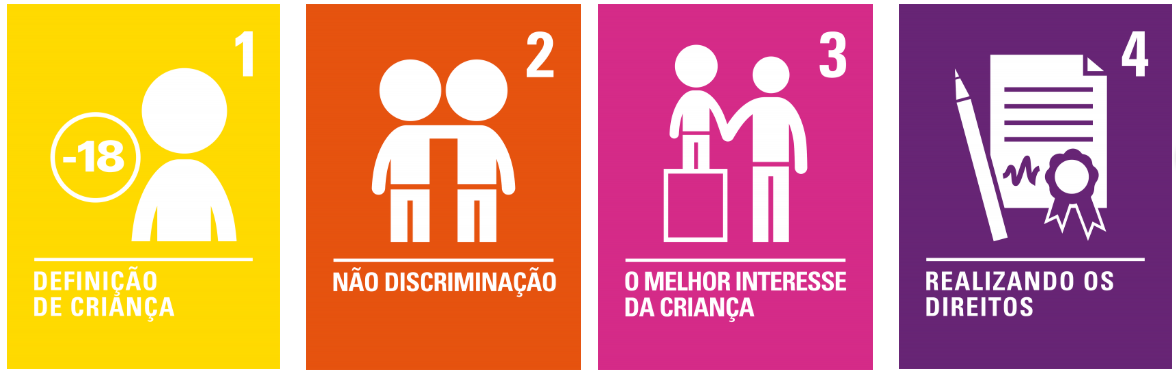 1
-18
DEFINIÇÃO
DE CRIANÇA
2
NÃO DISCRIMINAÇÃO
3
O MELHOR INTERESSE
DA CRIANÇA
4
REALIZANDO OS
DIREITOS